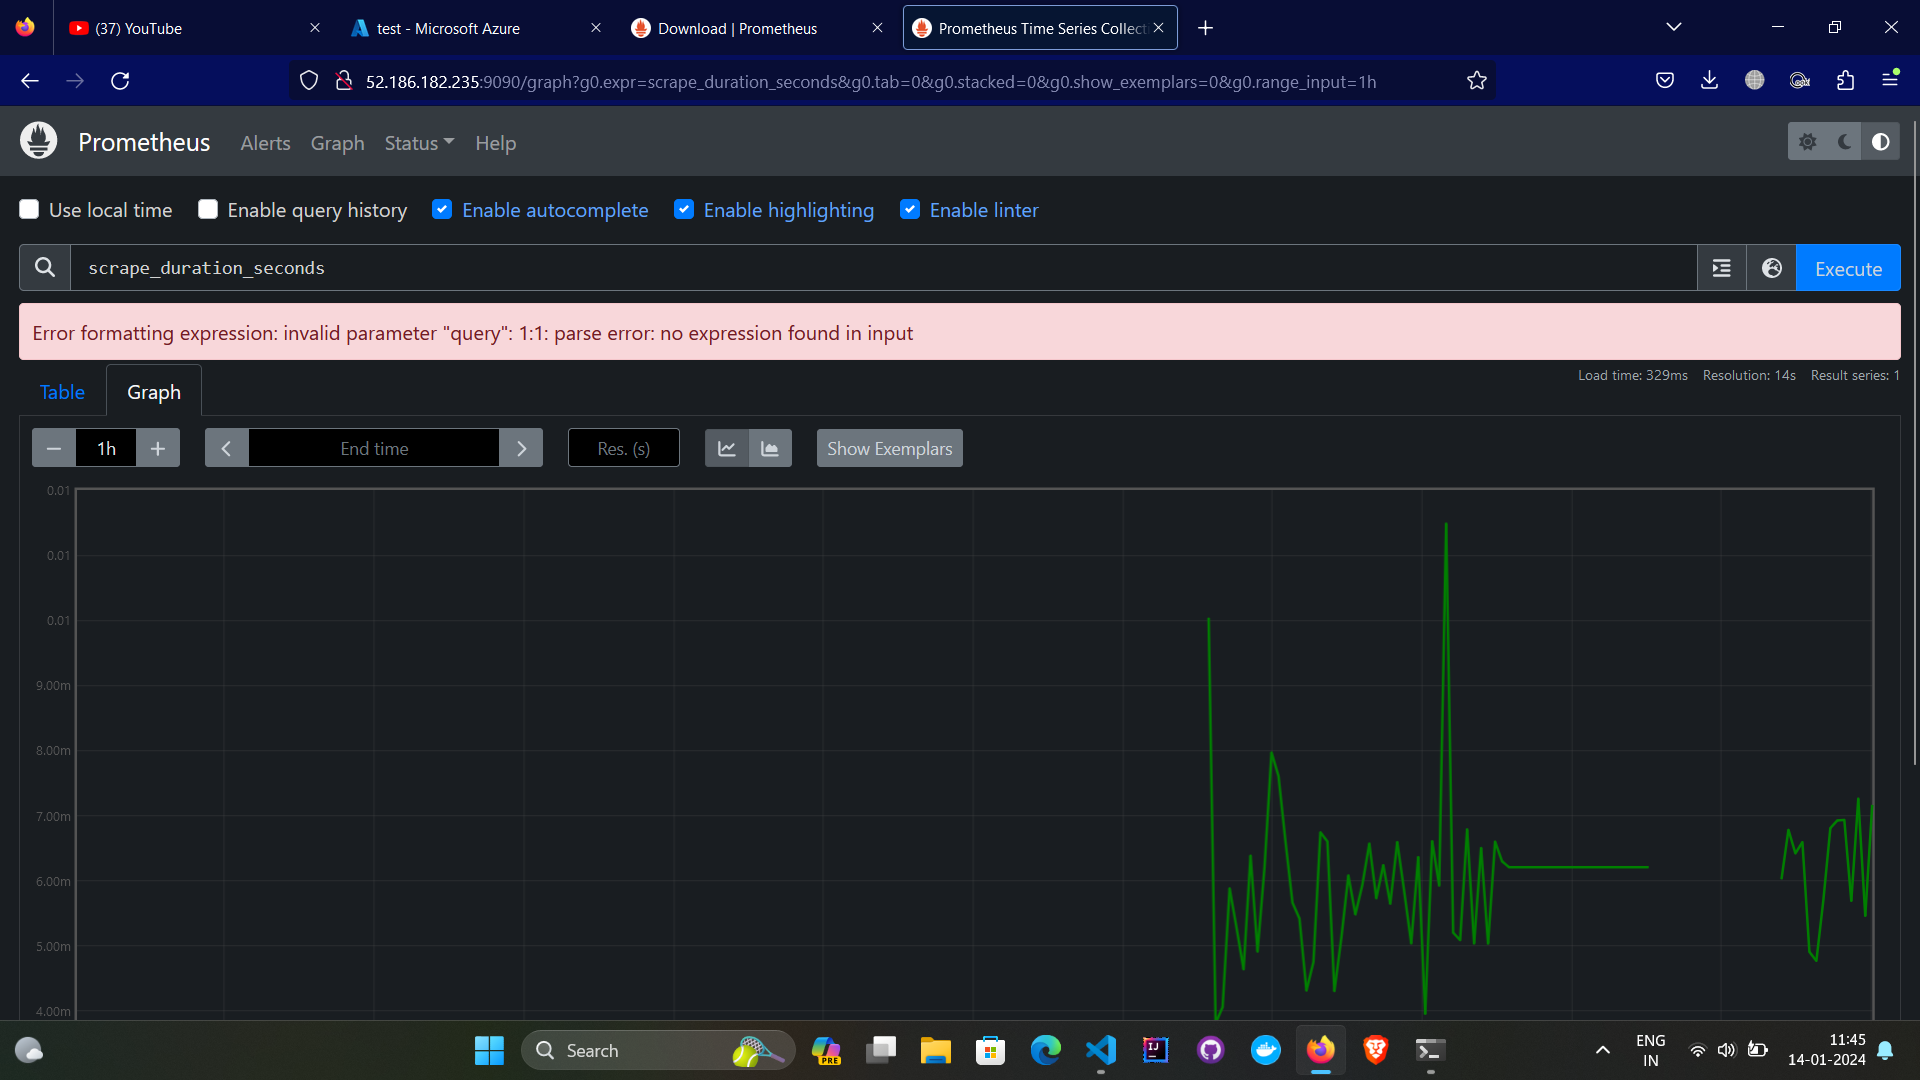 (37) YouTube
test - Microsoft Azure
Download | Prometheus
Prometheus Time Series Collect
52.186.182.235:9090/graph?g0.expr=scrape_duration_seconds&g0.tab=0&g0.stacked=0&g0.show_exemplars=0&g0.range_input=1h
Prometheus Alerts Graph Status Help
Use local time Enable query history Enable autocomplete Enable highlighting Enable linter
scrape_duration_seconds Execute
Error formatting expression: invalid parameter "query": 1:1: parse error: no expression found in input
Load time: 329ms Resolution: 14s Result series: 1
Table Graph
1h End time Res. (s) Show Exemplars
0.01
0.01
0.01
9.00m
8.00m
7.00m
6.00m
5.00m
4.00m
Search
PRE
IJ
ENG
IN
11:45
14-01-2024